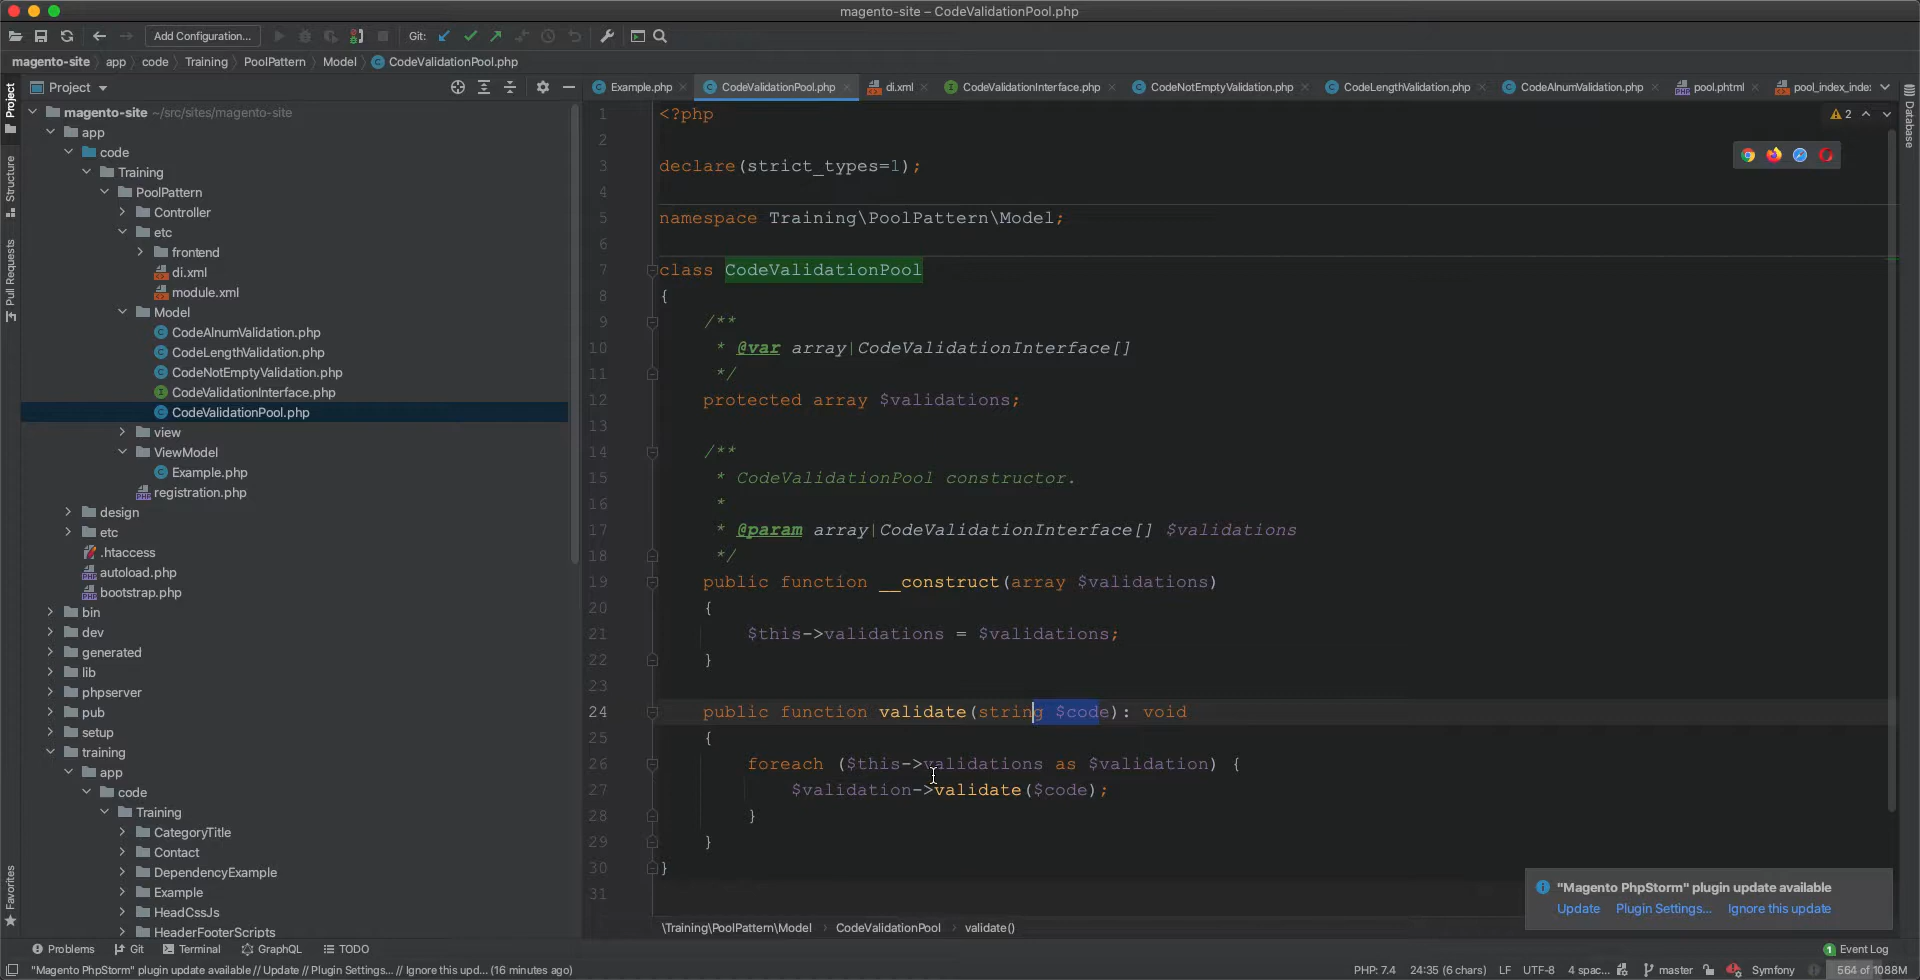 magento-site – CodeValidationPool.php
Add Configuration... Git:
magento-site app code Training PoolPattern Model CodeValidationPool.php
Project
Example.php CodeValidationPool.php di.xml CodeValidationInterface.php CodeNotEmptyValidation.php CodeLengthValidation.php CodeAlnumValidation.php pool.phtml pool_index_inde:
Project
Structure
Pull Requests
Favorites
Database
magento-site ~/src/sites/magento-site
app
code
Training
PoolPattern
Controller
etc
frontend
di.xml
module.xml
Model
CodeAlnumValidation.php
CodeLengthValidation.php
CodeNotEmptyValidation.php
CodeValidationInterface.php
CodeValidationPool.php
view
ViewModel
Example.php
registration.php
design
etc
.htaccess
autoload.php
bootstrap.php
bin
dev
generated
lib
phpserver
pub
setup
training
app
code
Training
CategoryTitle
Contact
DependencyExample
Example
HeadCssJs
HeaderFooterScripts
2
1 <?php
2
3 declare(strict_types=1);
4
5 namespace Training\PoolPattern\Model;
6
7 class CodeValidationPool
8 {
9 /**
10 * @var array|CodeValidationInterface[]
11 */
12 protected array $validations;
13
14 /**
15 * CodeValidationPool constructor.
16 *
17 * @param array|CodeValidationInterface[] $validations
18 */
19 public function __construct(array $validations)
20 {
21 $this->validations = $validations;
22 }
23
24 public function validate(string $code): void
25 {
26 foreach ($this->validations as $validation) {
27 $validation->validate($code);
28 }
29 }
30 }
31
"Magento PhpStorm" plugin update available
Update Plugin Settings... Ignore this update
\Training\PoolPattern\Model CodeValidationPool validate()
Problems Git Terminal GraphQL TODO 1 Event Log
"Magento PhpStorm" plugin update available // Update // Plugin Settings... // Ignore this upd... (16 minutes ago) PHP: 7.4 24:35 (6 chars) LF UTF-8 4 spac... master Symfony 564 of 1088M